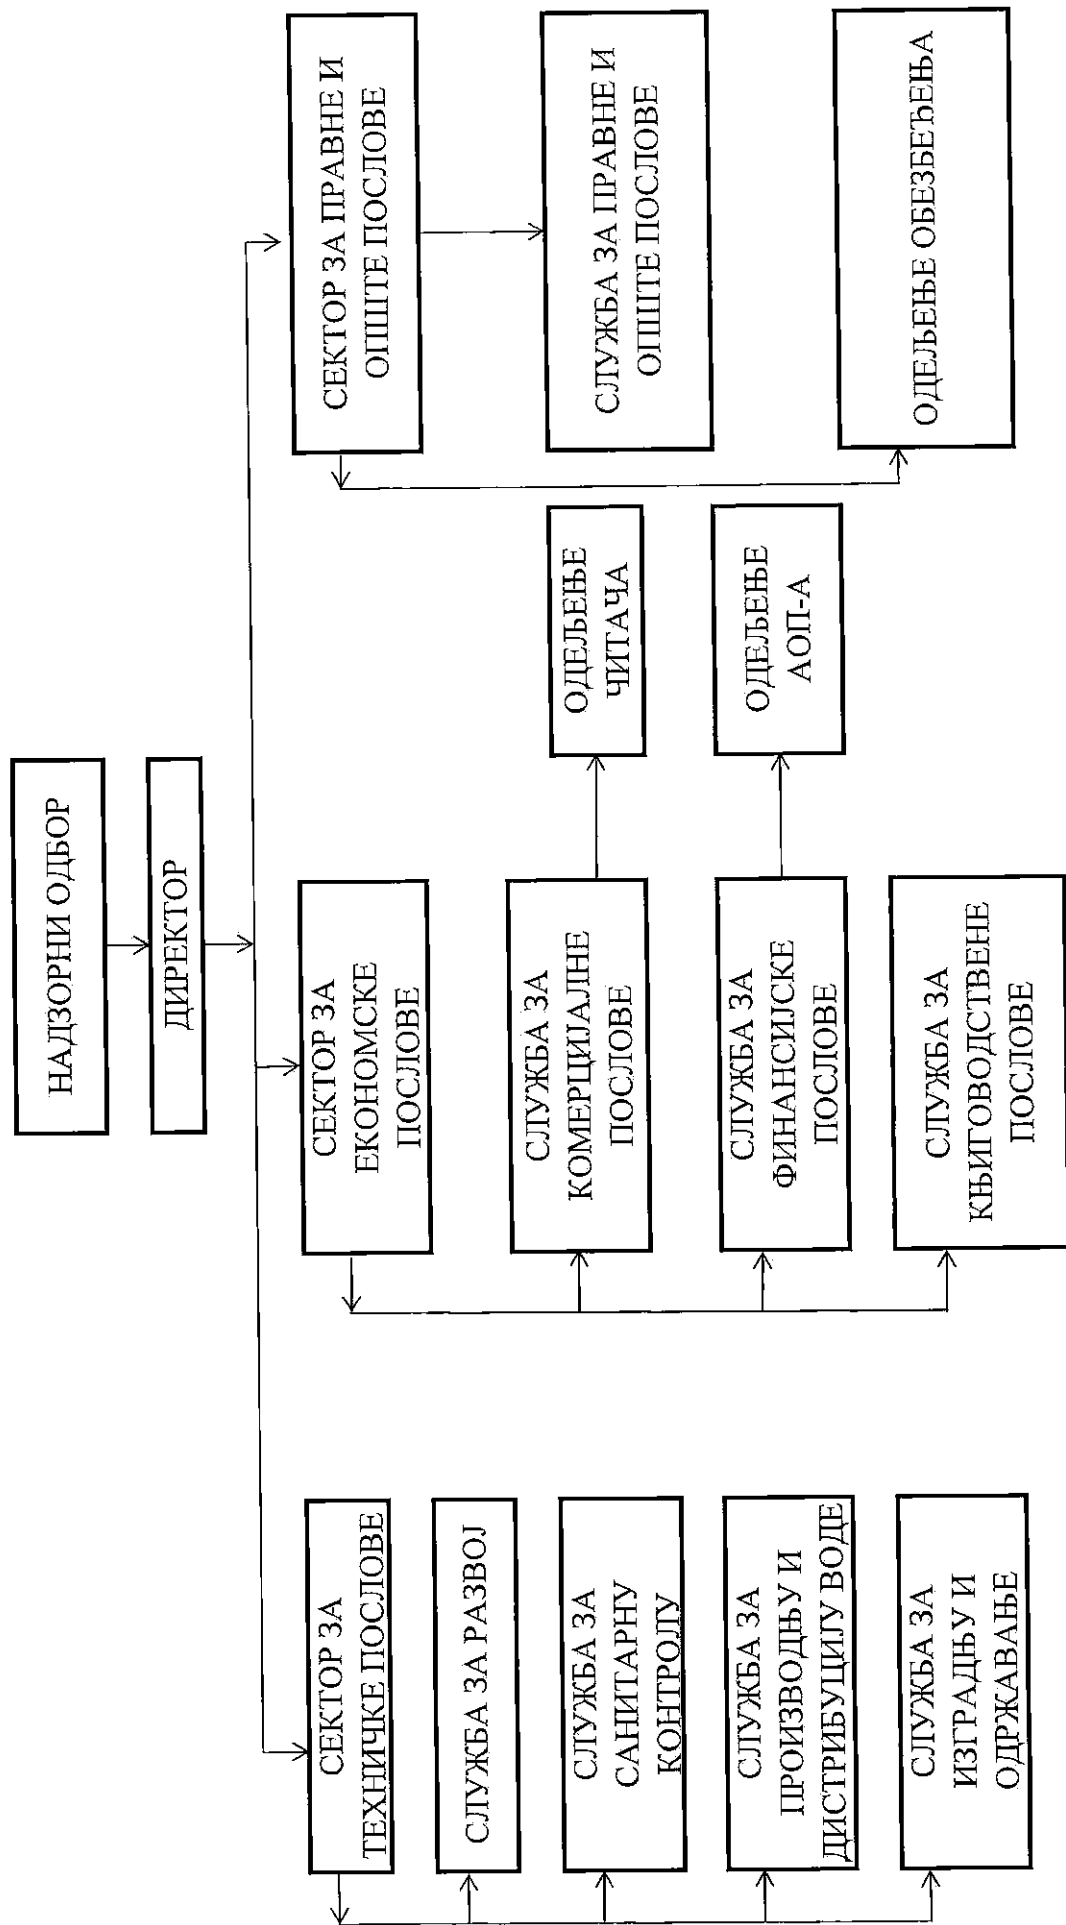 НАДЗОРНИ ОДБОР
ДИРЕКТОР
СЕКТОР ЗА
ТЕХНИЧКЕ ПОСЛОВЕ
СЛУЖБА ЗА РАЗВОЈ
СЛУЖБА ЗА
САНИТАРНУ
КОНТРОЛУ
СЛУЖБА ЗА
ПРОИЗВОДЊУ И
ДИСТРИБУЦИЈУ ВОДЕ
СЛУЖБА ЗА
ИЗГРАДЊУ И
ОДРЖАВАЊЕ
СЕКТОР ЗА
ЕКОНОМСКЕ
ПОСЛОВЕ
СЛУЖБА ЗА
КОМЕРЦИЈАЛНЕ
ПОСЛОВЕ
ОДЕЉЕЊЕ
ЧИТАЧА
СЛУЖБА ЗА
ФИНАНСИЈСКЕ
ПОСЛОВЕ
ОДЕЉЕЊЕ
АОП-А
СЛУЖБА ЗА
КЊИГОВОДСТВЕНЕ
ПОСЛОВЕ
СЕКТОР ЗА ПРАВНЕ И
ОПШТЕ ПОСЛОВЕ
СЛУЖБА ЗА ПРАВНЕ И
ОПШТЕ ПОСЛОВЕ
ОДЕЉЕЊЕ ОБЕЗБЕЂЕЊА